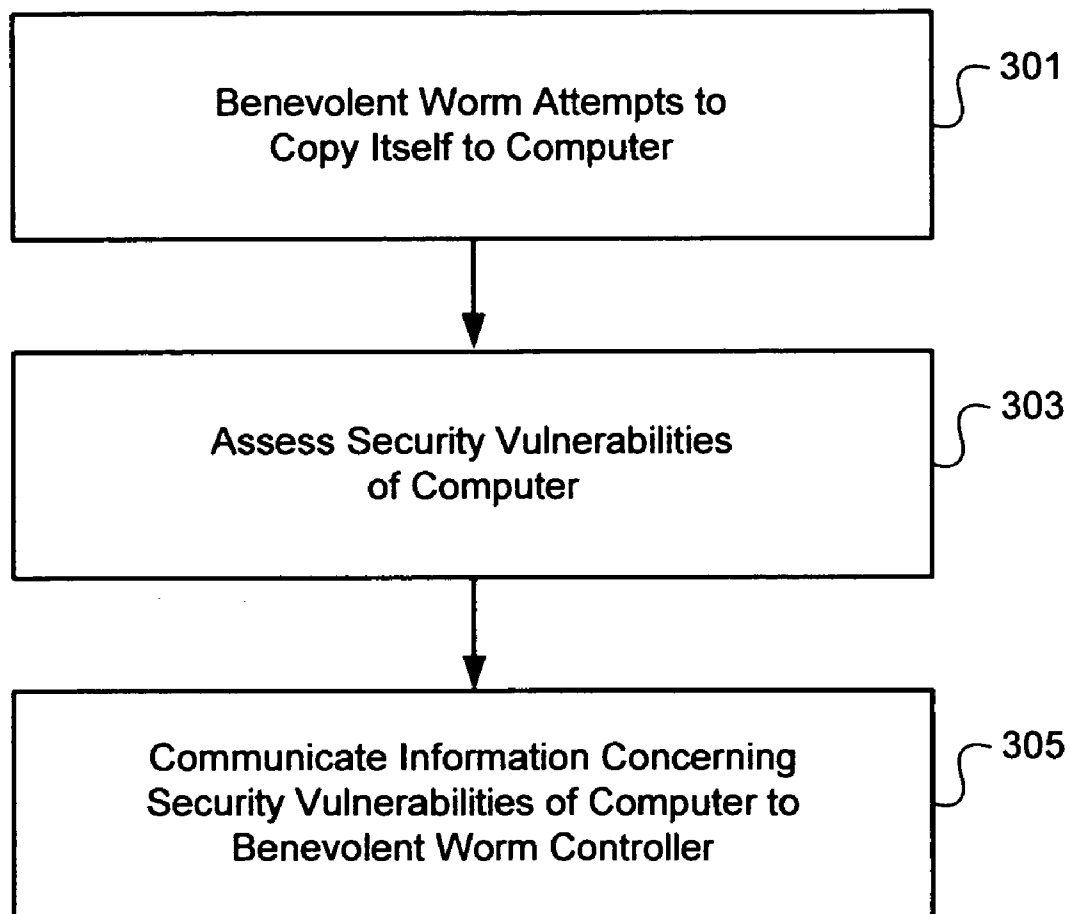 Benevolent Worm Attempts to
Copy Itself to Computer
301
Assess Security Vulnerabilities
of Computer
303
Communicate Information Concerning
Security Vulnerabilities of Computer to
Benevolent Worm Controller
305